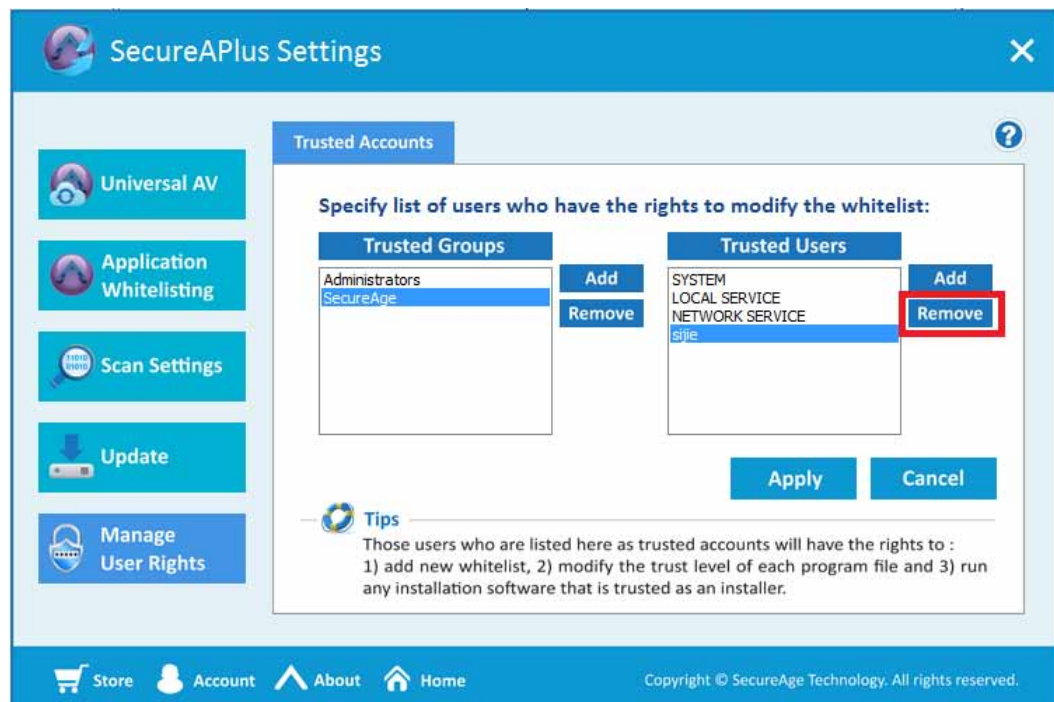 SecureAPlus Settings
Trusted Accounts
?
Universal AV
Application
Whitelisting
Scan Settings
Update
Manage
User Rights
Specify list of users who have the rights to modify the whitelist:
Trusted Groups
Administrators
SecureAge
Add
Remove
Trusted Users
SYSTEM
LOCAL SERVICE
NETWORK SERVICE
sijie
Add
Remove
Apply
Cancel
Tips
Those users who are listed here as trusted accounts will have the rights to :
1) add new whitelist, 2) modify the trust level of each program file and 3) run
any installation software that is trusted as an installer.
Store
Account
About
Home
Copyright © SecureAge Technology. All rights reserved.